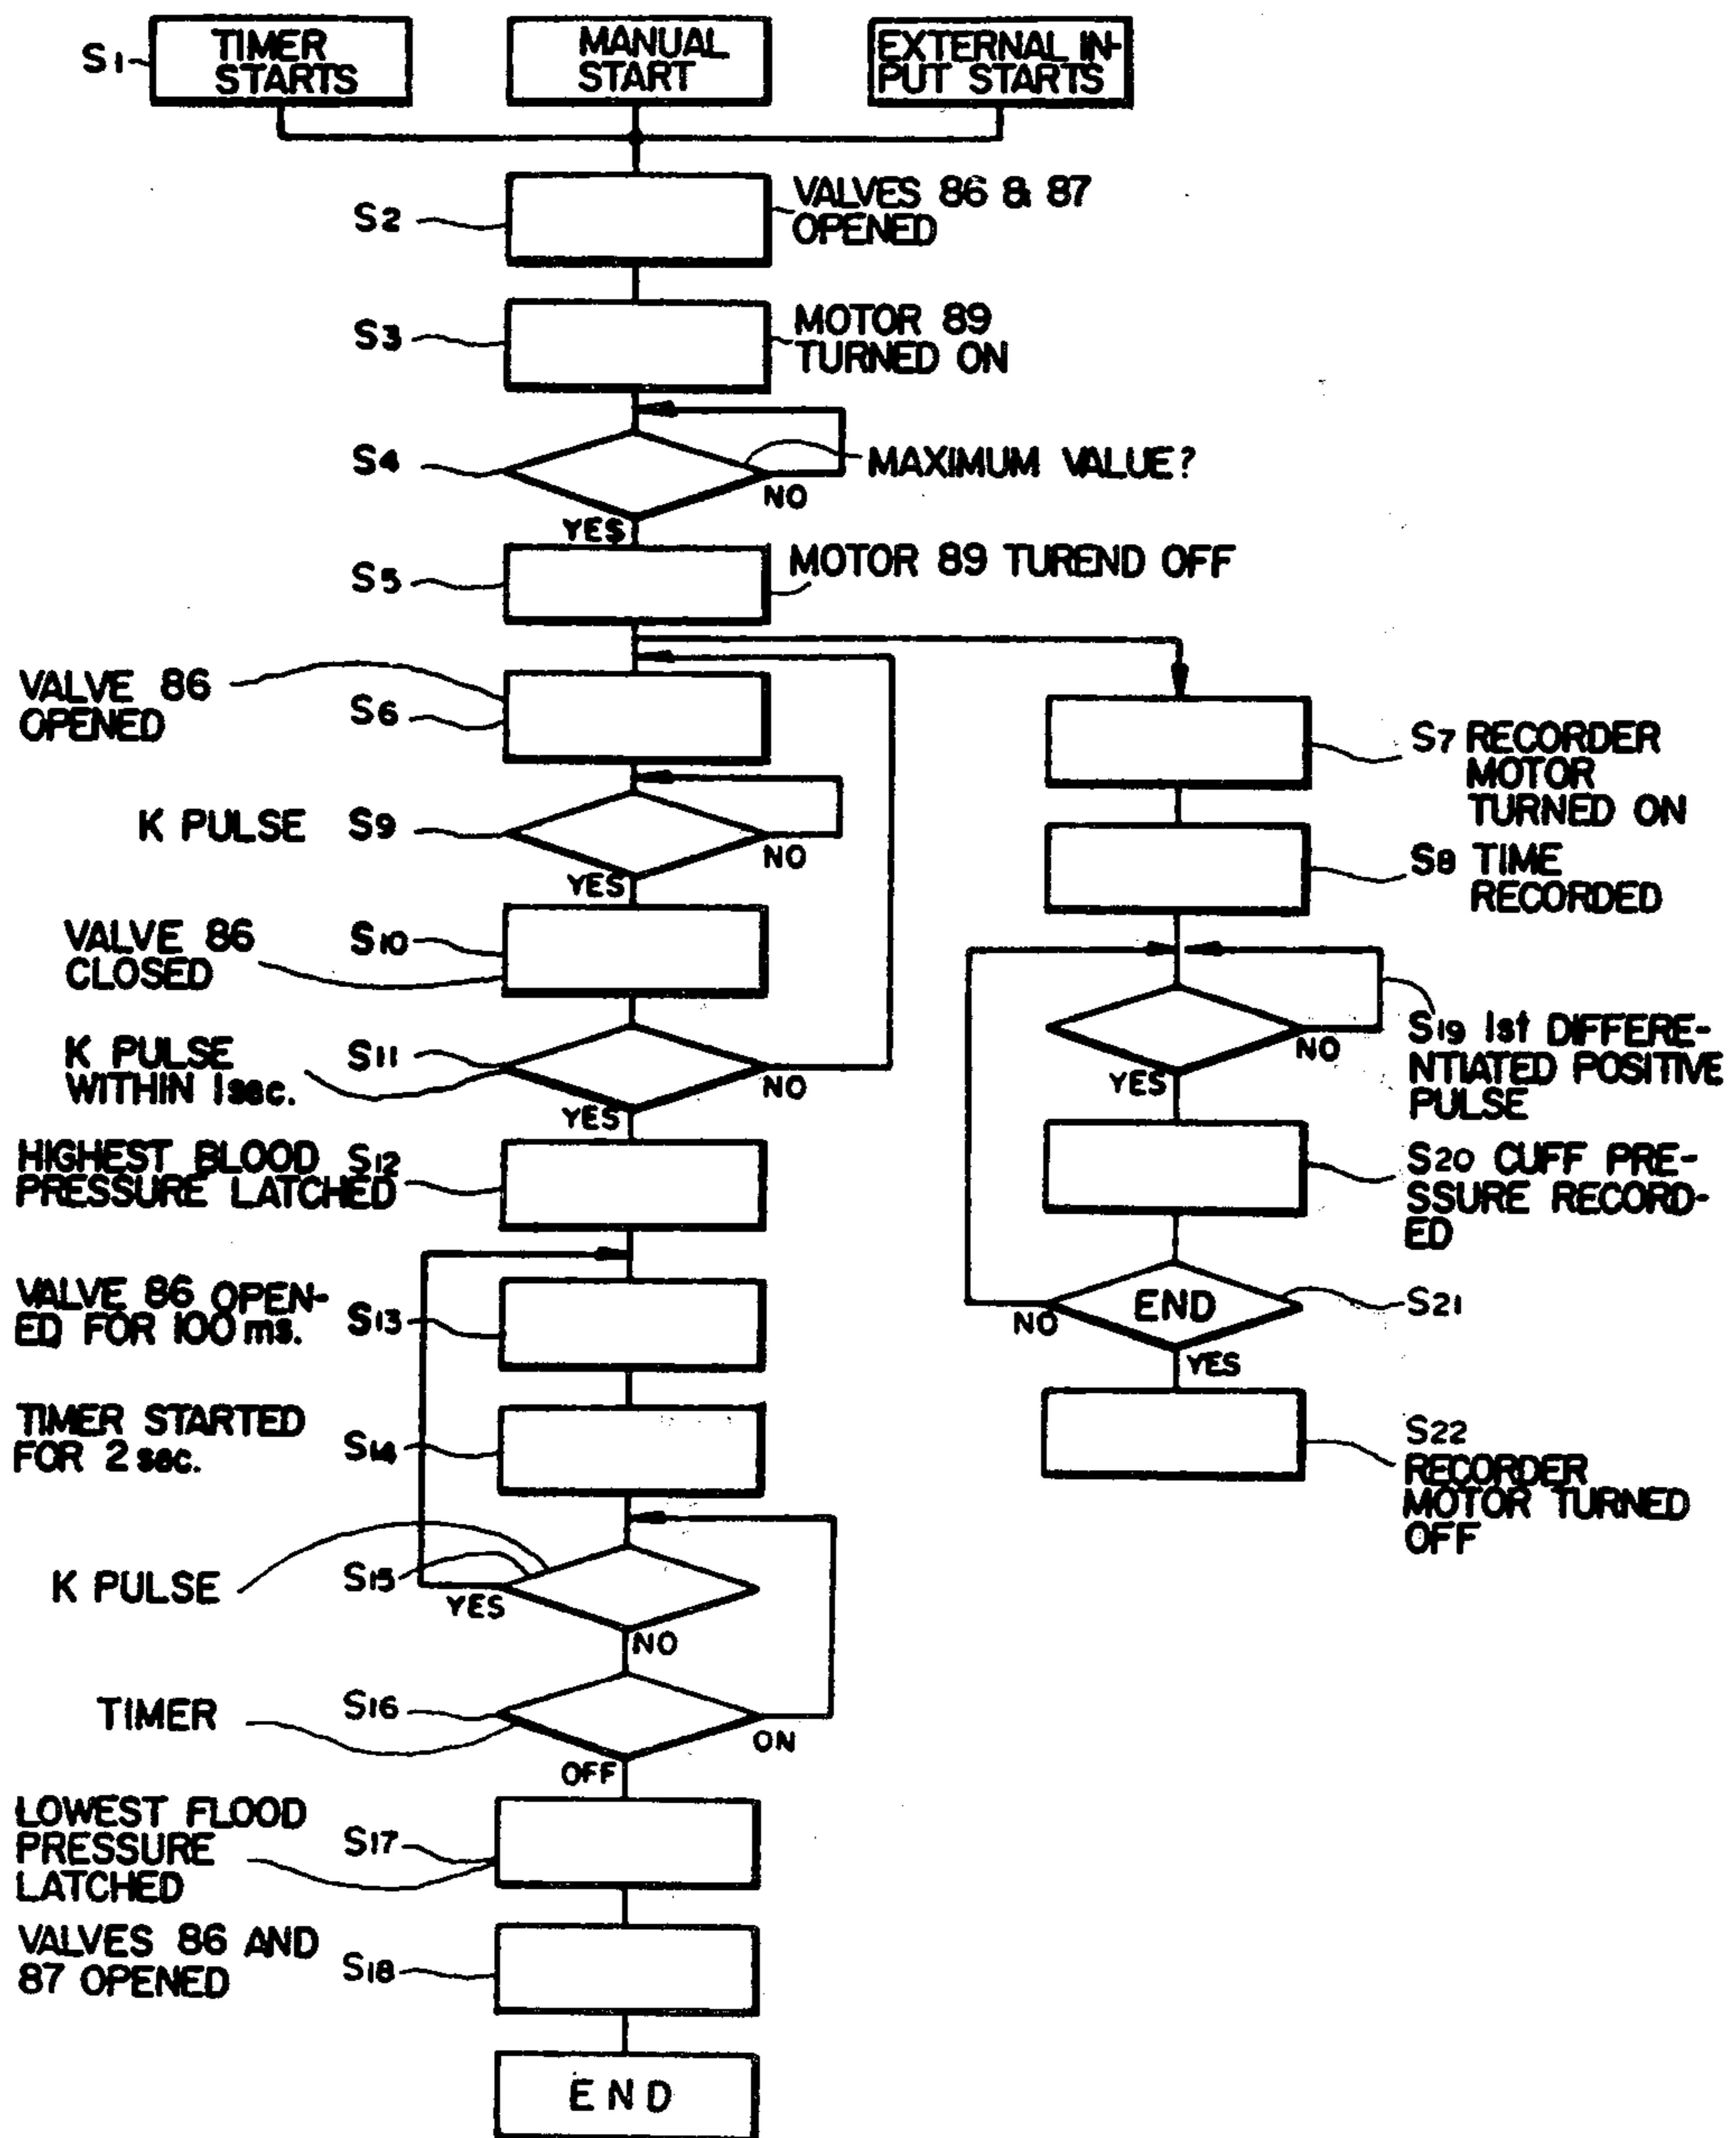 S1
TIMER
STARTS
MANUAL
START
EXTERNAL IN-
PUT STARTS
S2
VALVES 86 & 87
OPENED
S3
MOTOR 89
TURNED ON
S4
MAXIMUM VALUE?
NO
YES
S5
MOTOR 89 TUREND OFF
VALVE 86
OPENED
S6
S7 RECORDER
MOTOR
TURNED ON
K PULSE
S9
NO
YES
S8 TIME
RECORDED
VALVE 86
CLOSED
S10
K PULSE
WITHIN 1sec.
S11
NO
YES
S19 1st DIFFERE-
NTIATED POSITIVE
PULSE
NO
YES
HIGHEST BLOOD
PRESSURE LATCHED
S12
S20 CUFF PRE-
SSURE RECORD-
ED
VALVE 86 OPEN-
ED FOR 100ms.
S13
END
S21
NO
YES
TIMER STARTED
FOR 2sec.
S14
S22
RECORDER
MOTOR TURNED
OFF
K PULSE
S15
YES
NO
TIMER
S16
ON
OFF
LOWEST FLOOD
PRESSURE
LATCHED
S17
VALVES 86 AND
87 OPENED
S18
END